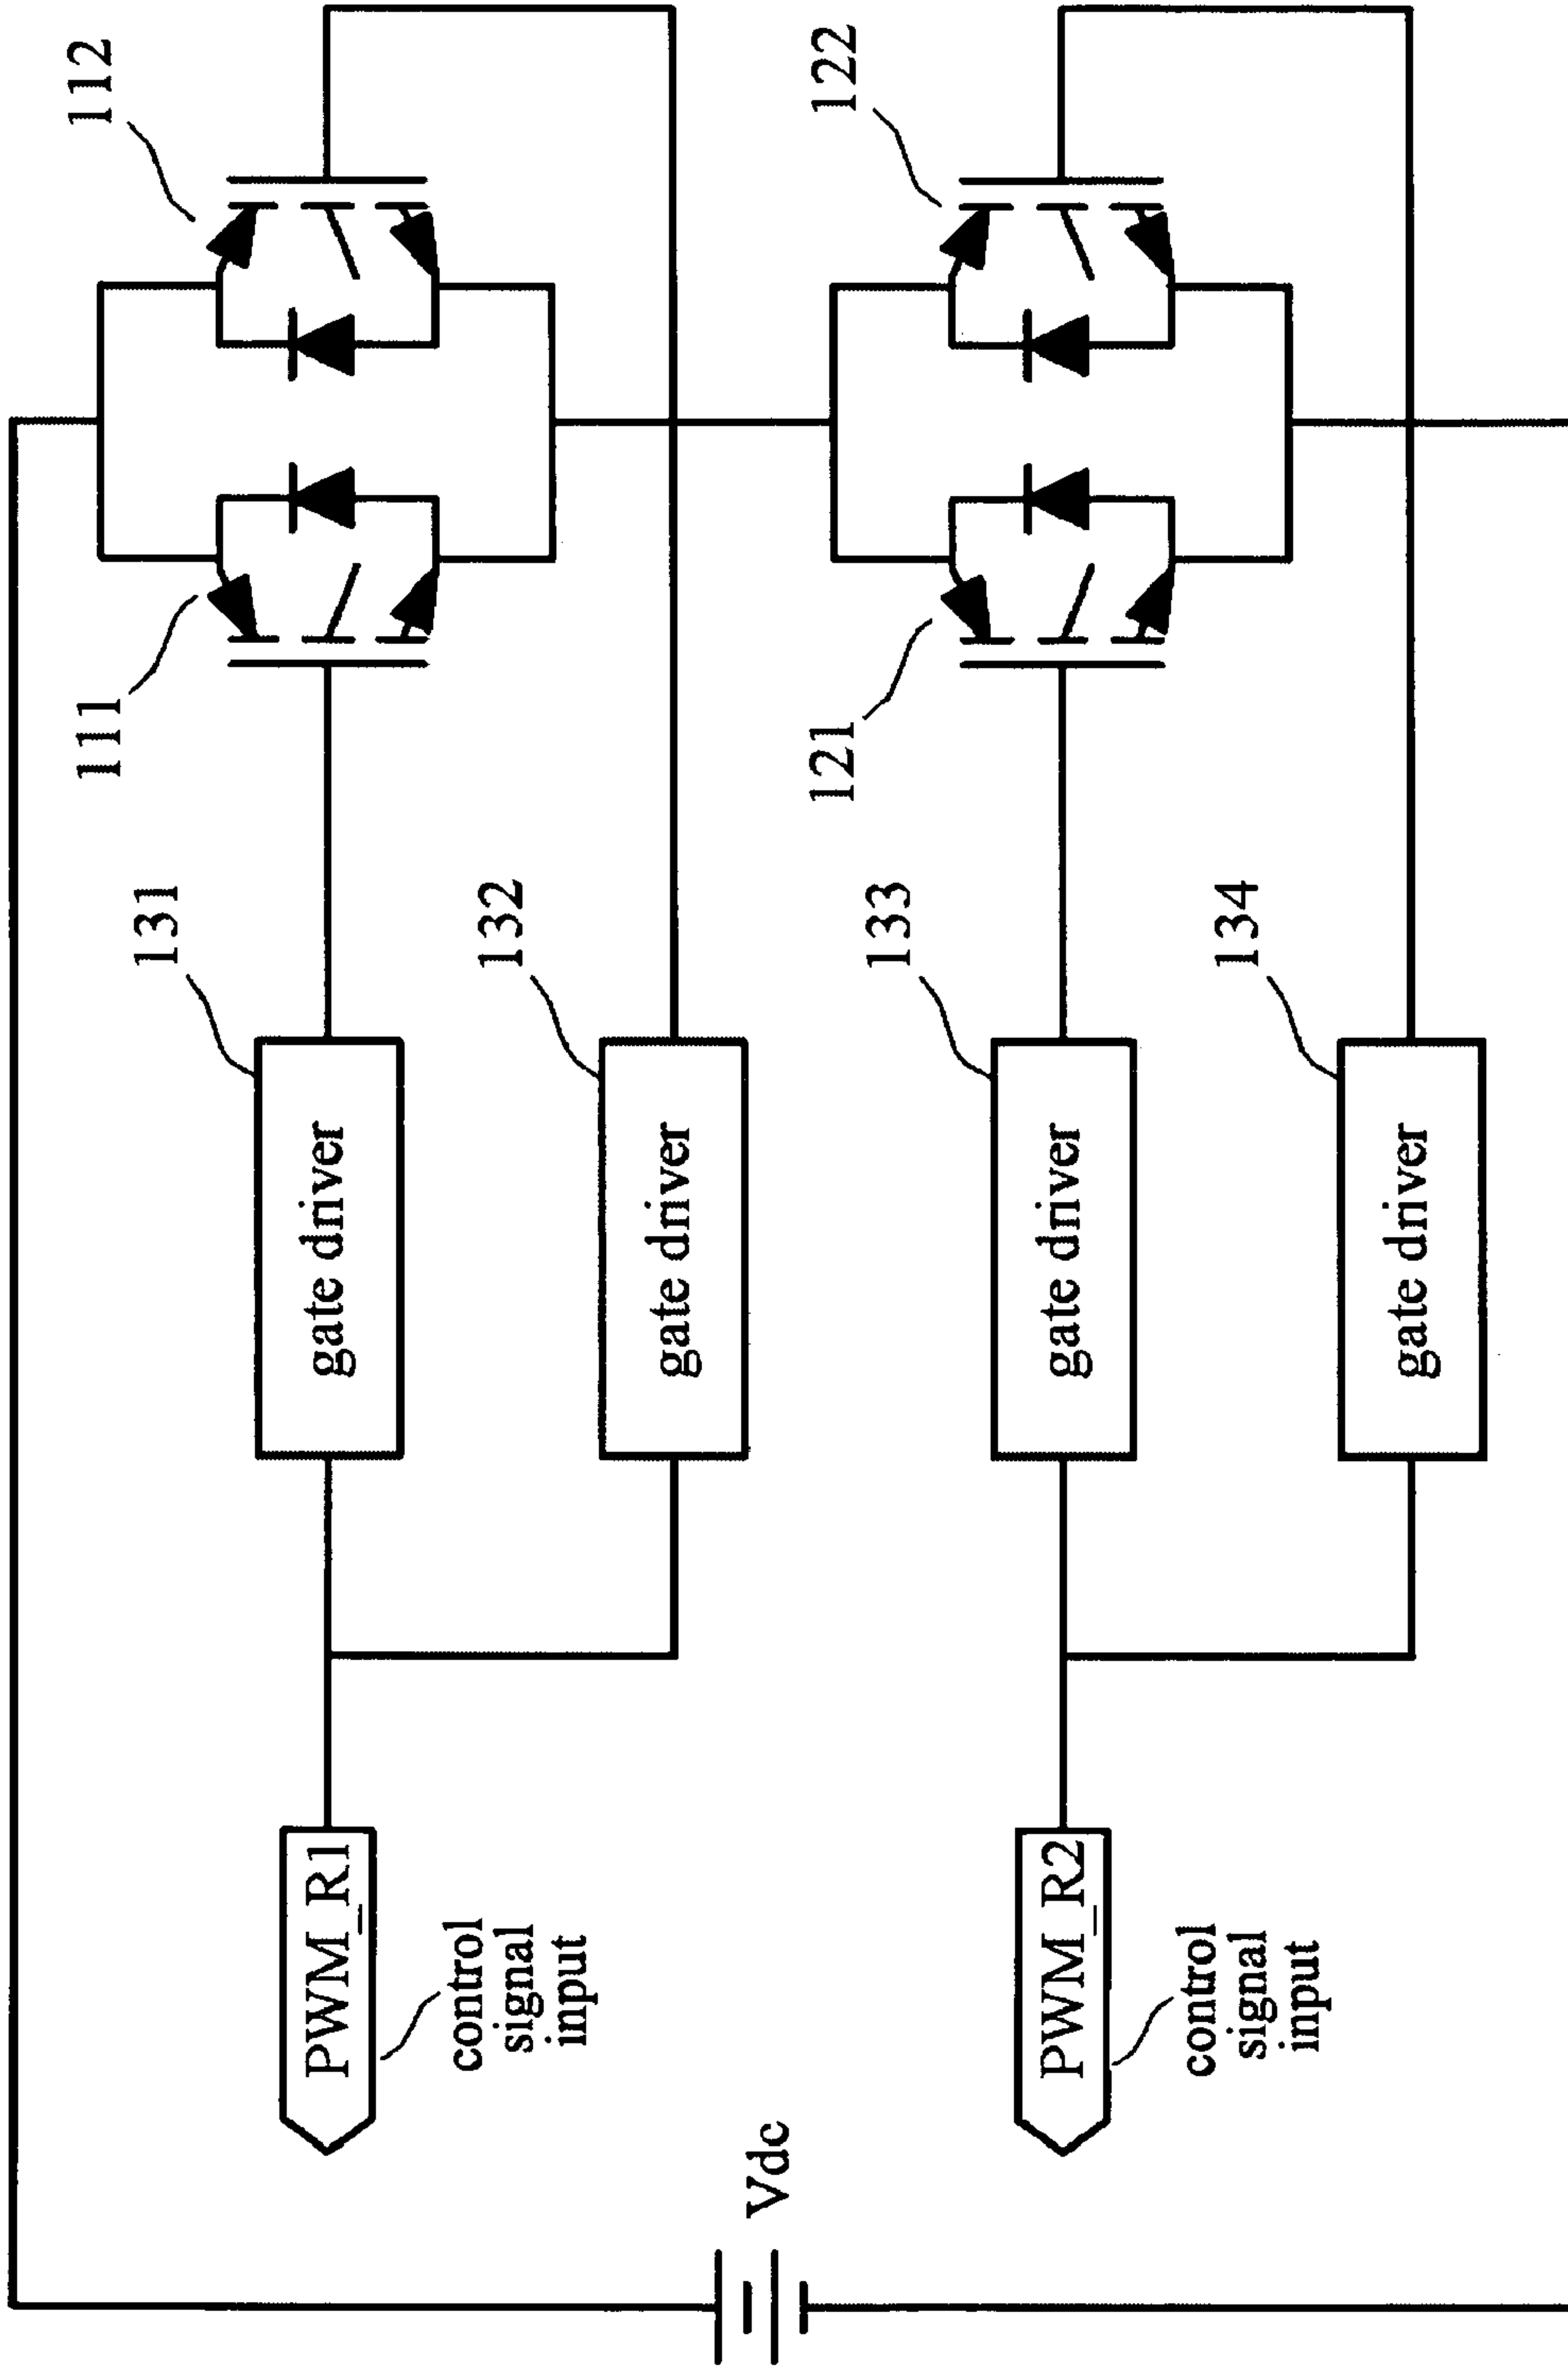 111
112
131
gate driver
132
gate driver
PWM_R1
control
signal
input
Vdc
121
122
133
gate driver
134
gate driver
PWM_R2
control
signal
input